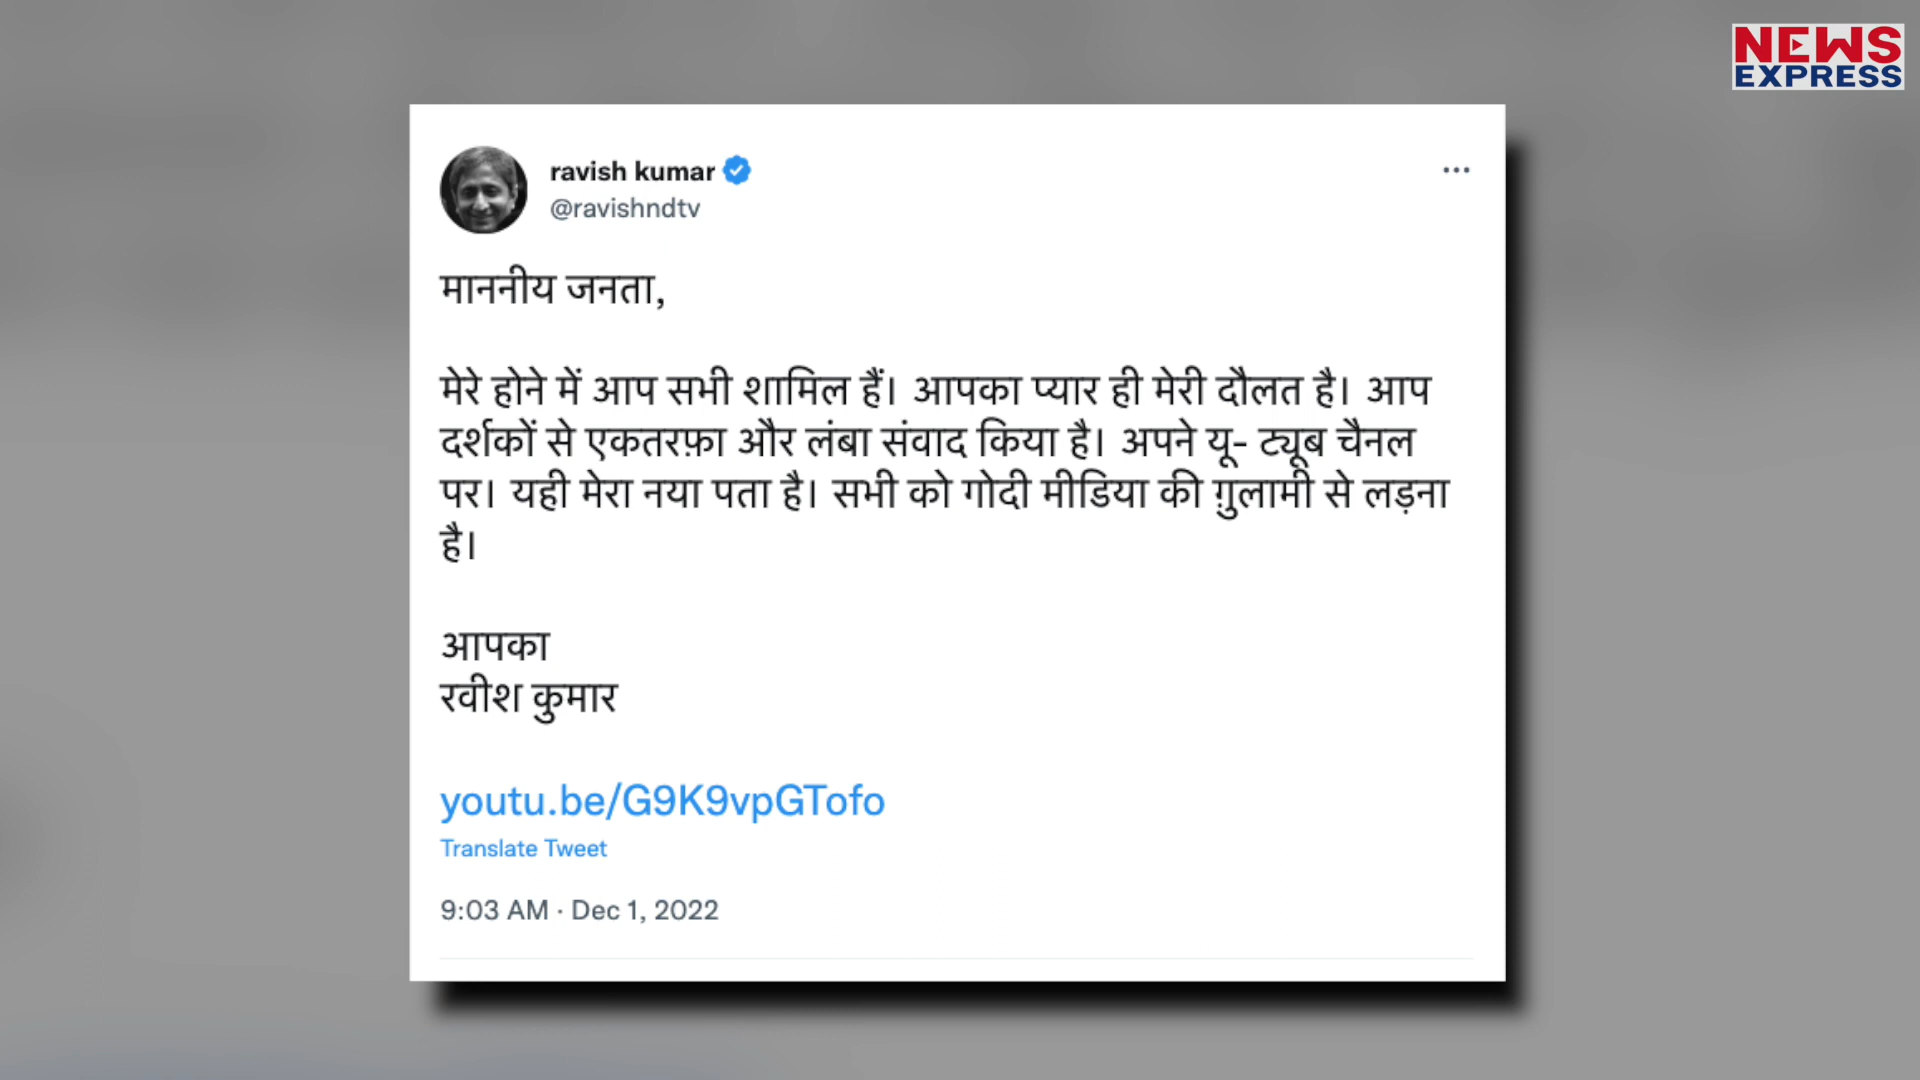 NEWS
EXPRESS
ravish kumar
@ravishndtv
माननीय जनता,
मेरे होने में आप सभी शामिल हैं। आपका प्यार ही मेरी दौलत है। आप
दर्शकों से एकतरफ़ा और लंबा संवाद किया है। अपने यू- ट्यूब चैनल
पर। यही मेरा नया पता है। सभी को गोदी मीडिया की ग़ुलामी से लड़ना
है।
आपका
रवीश कुमार
youtu.be/G9K9vpGTofo
Translate Tweet
9:03 AM · Dec 1, 2022